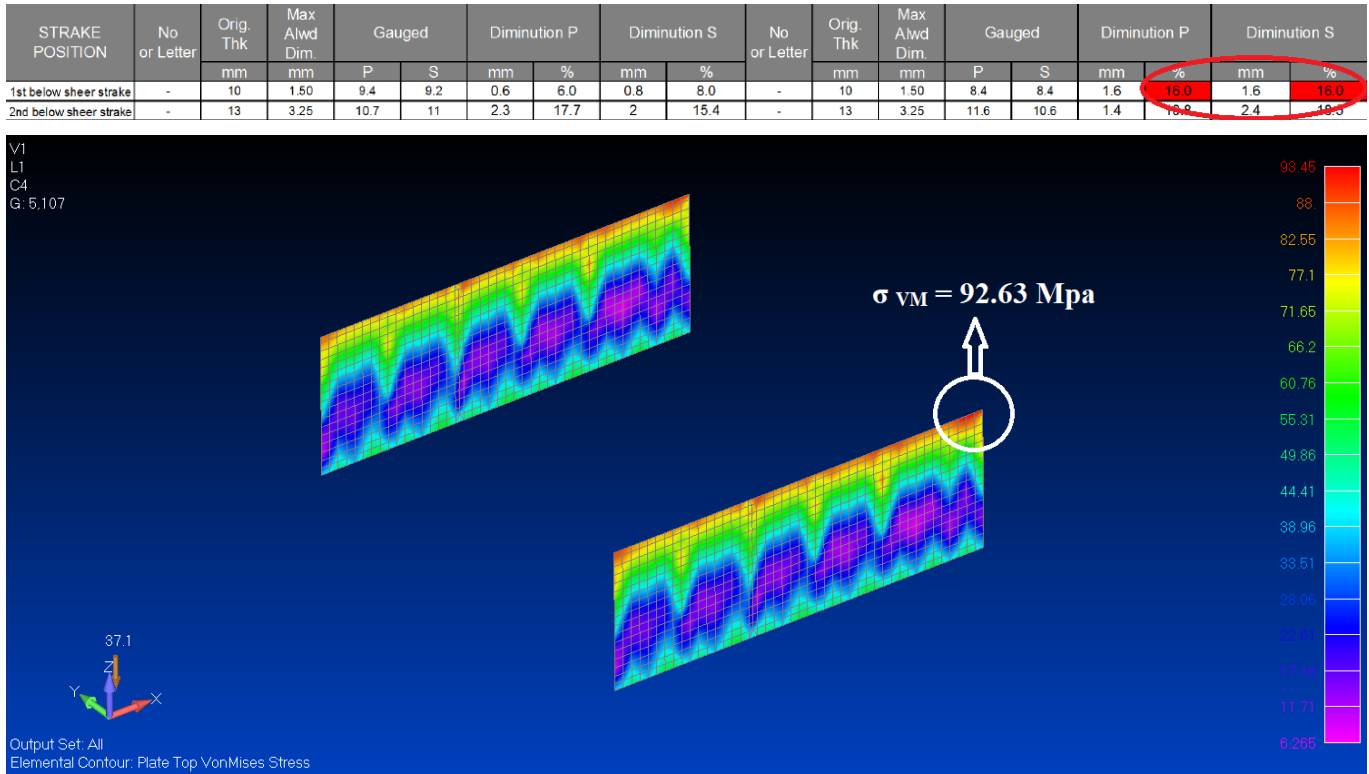 STRAKE POSITION No or Letter Orig. Thk Max Alwd Dim. Gauged Diminution P Diminution S No or Letter Orig. Thk Max Alwd Dim. Gauged Diminution P Diminution S
mm mm P S mm % mm % mm mm P S mm % mm %
1st below sheer strake - 10 1.50 9.4 9.2 0.6 6.0 0.8 8.0 - 10 1.50 8.4 8.4 1.6 16.0 1.6 16.0
2nd below sheer strake - 13 3.25 10.7 11 2.3 17.7 2 15.4 - 13 3.25 11.6 10.6 1.4 10.8 2.4 18.5
V1
L1
C4
G: 5,107
93.45
88.
82.55
77.1
71.65
66.2
60.76
55.31
49.86
44.41
38.96
33.51
28.06
22.61
11.71
6.265
σ VM = 92.63 Mpa
37.1
Z
Y
X
Output Set: All
Elemental Contour: Plate Top VonMises Stress